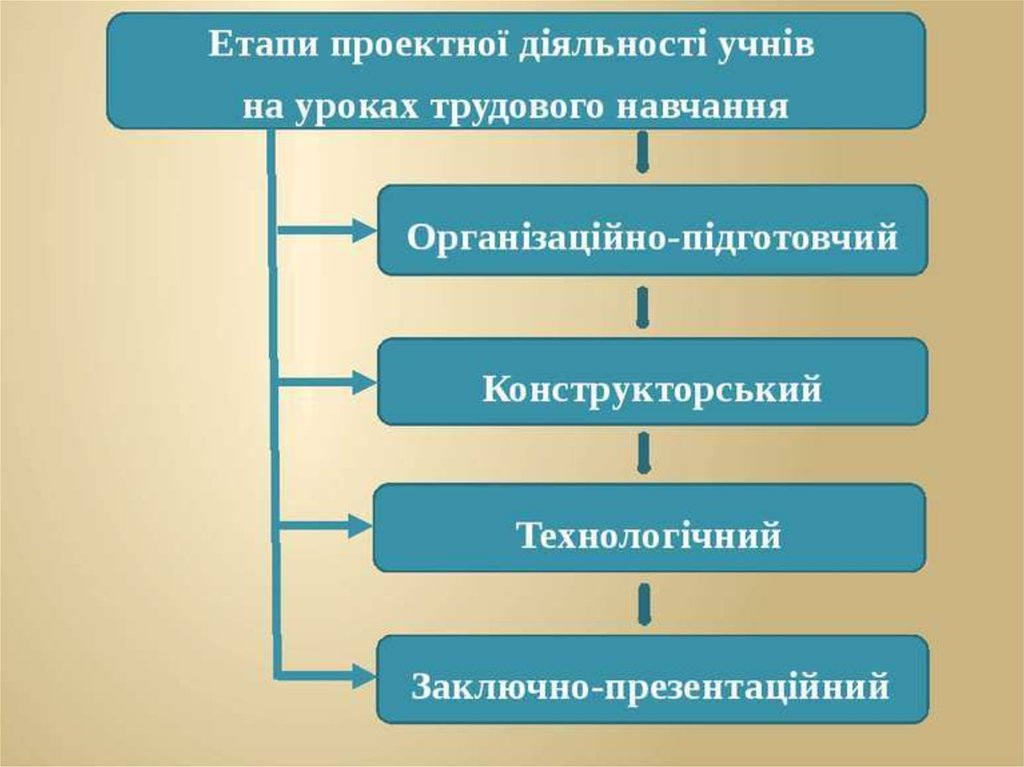 Етапи проектної діяльності учнів
на уроках трудового навчання
Організаційно-підготовчий
Конструкторський
Технологічний
Заключно-презентаційний